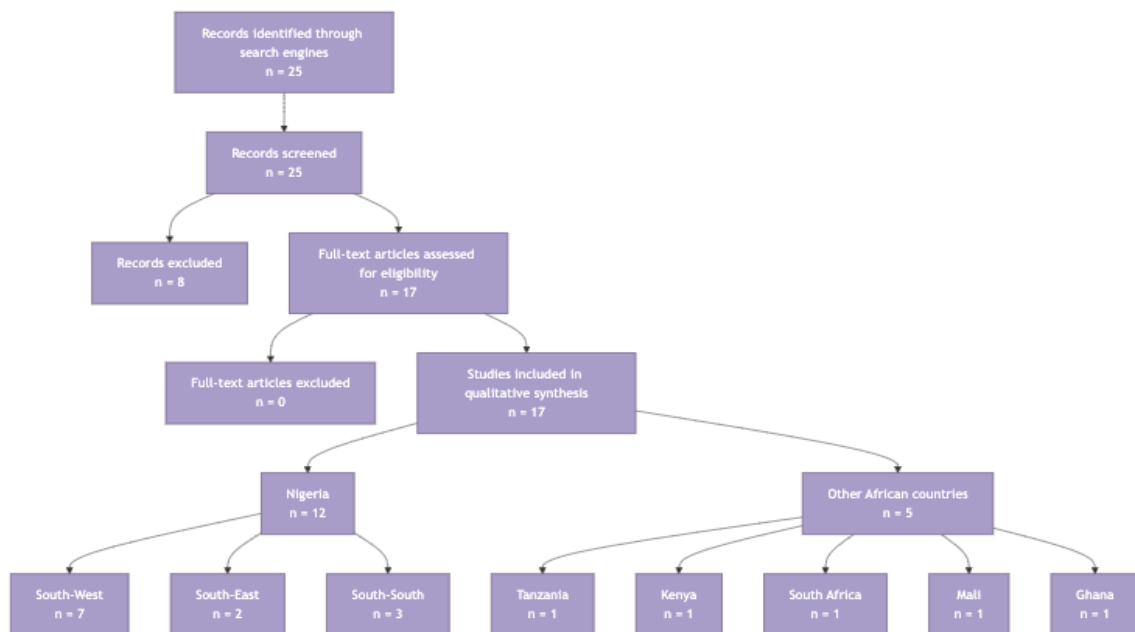 Records identified through
search engines
n = 25
Records screened
n = 25
Records excluded
n = 8
Full-text articles assessed
for eligibility
n = 17
Full-text articles excluded
n = 0
Studies included in
qualitative synthesis
n = 17
Nigeria
n = 12
Other African countries
n = 5
South-West
n = 7
South-East
n = 2
South-South
n = 3
Tanzania
n = 1
Kenya
n = 1
South Africa
n = 1
Mali
n = 1
Ghana
n = 1